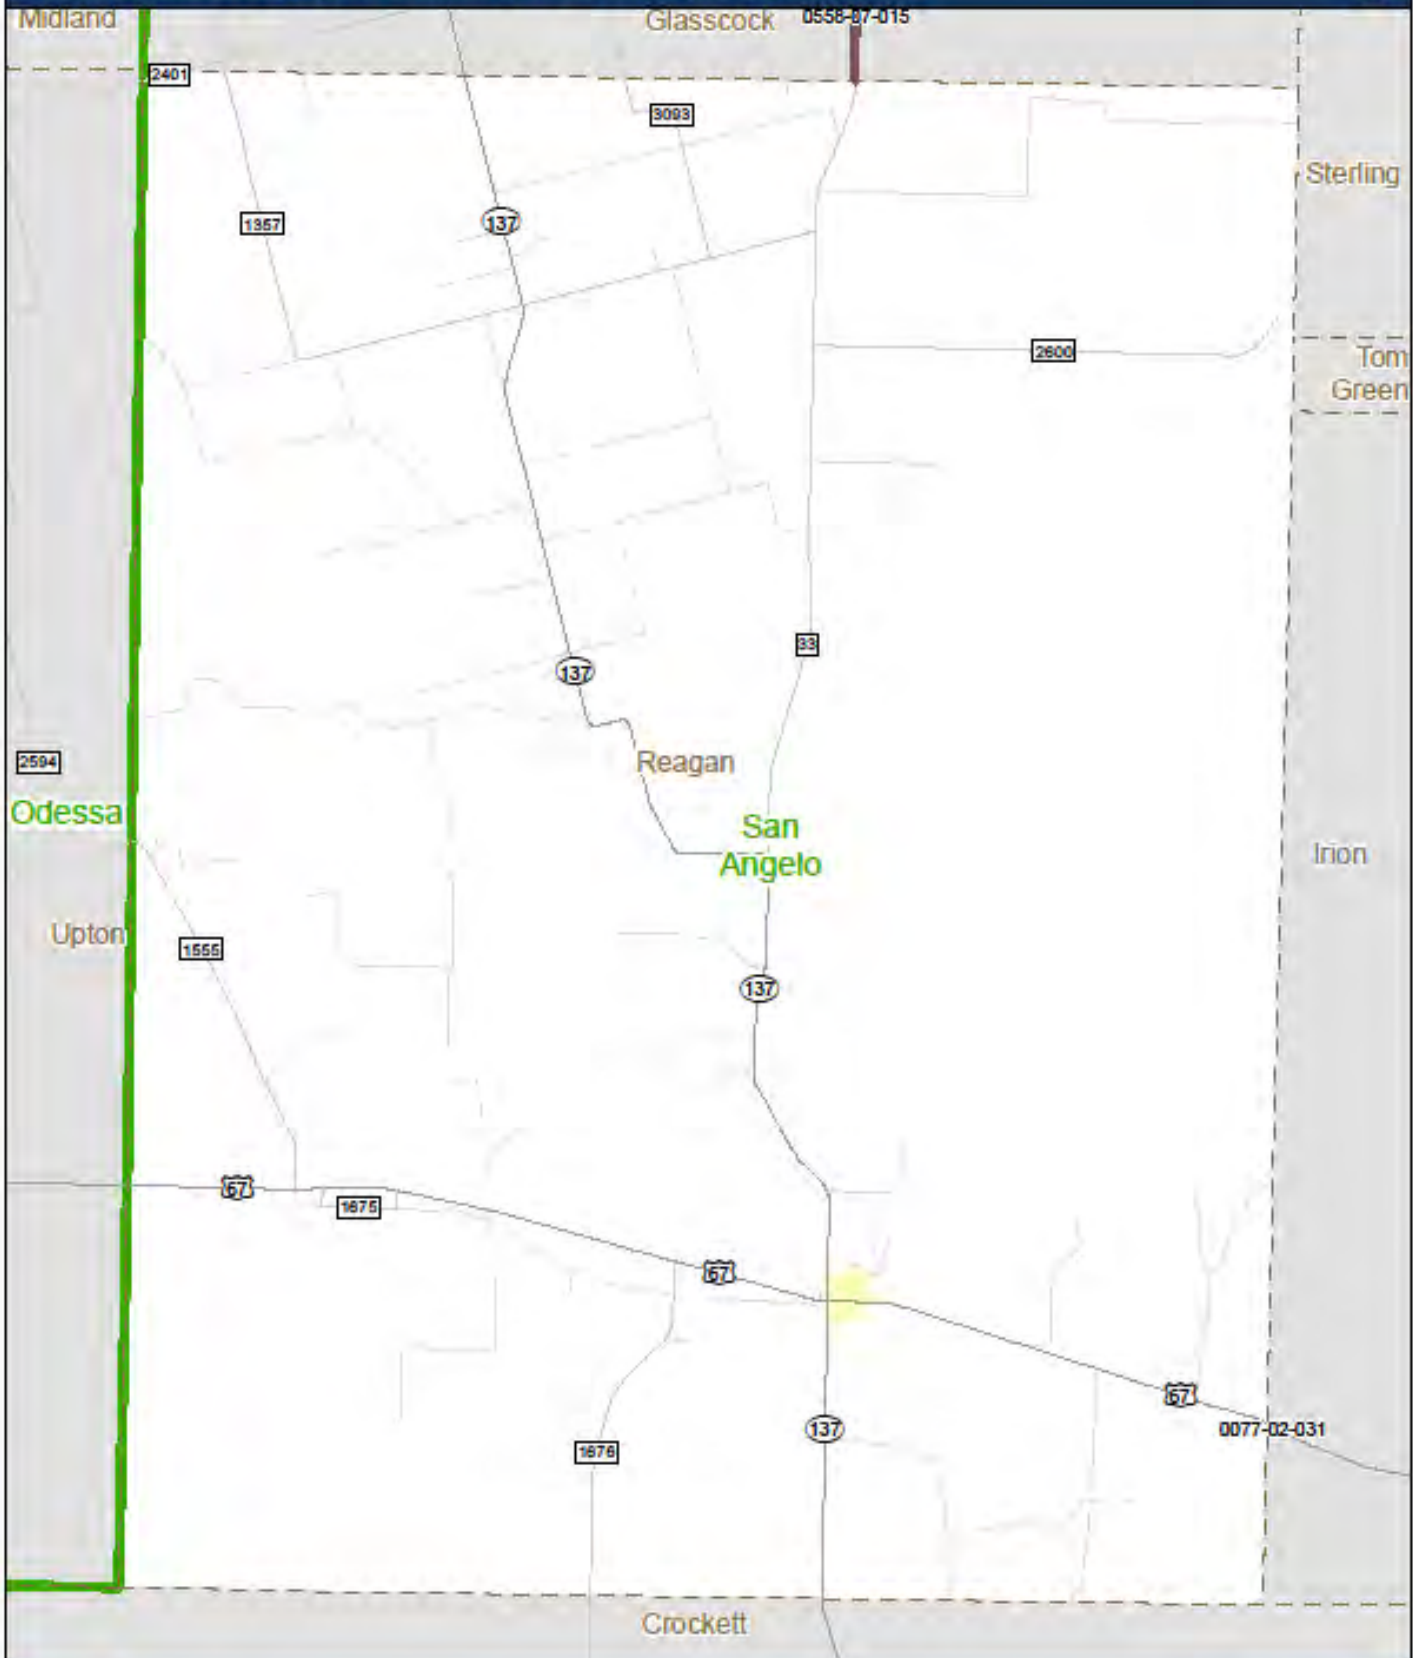 Midland
Glasscock
0558-07-015
2401
3093
Sterling
1357
137
2600
Tom
Green
33
137
Reagan
2594
Odessa
San
Angelo
Irion
Upton
1555
137
67
1675
67
67
0077-02-031
137
1676
Crockett